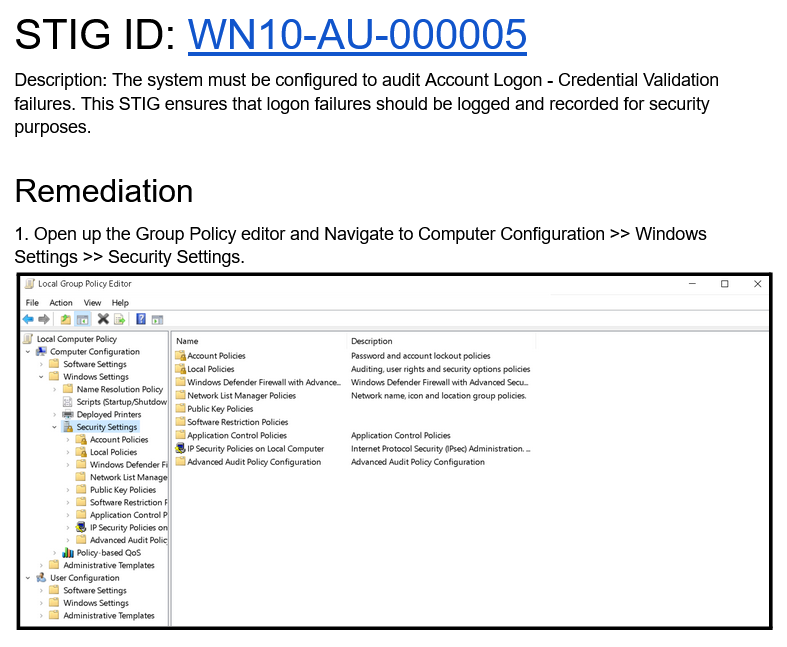 STIG ID: WN10-AU-000005
Description: The system must be configured to audit Account Logon - Credential Validation
failures. This STIG ensures that logon failures should be logged and recorded for security
purposes.
Remediation
1. Open up the Group Policy editor and Navigate to Computer Configuration >> Windows
Settings >> Security Settings.
Local Group Policy Editor
File Action View Help
Local Computer Policy
Computer Configuration
Software Settings
Windows Settings
Name Resolution Policy
Scripts (Startup/Shutdow
Deployed Printers
Security Settings
Account Policies
Local Policies
Windows Defender Fi
Network List Manage
Public Key Policies
Software Restriction P
Application Control P
IP Security Policies on
Advanced Audit Polic
Policy-based QoS
Administrative Templates
User Configuration
Software Settings
Windows Settings
Administrative Templates
Name Description
Account Policies Password and account lockout policies
Local Policies Auditing, user rights and security options policies
Windows Defender Firewall with Advance... Windows Defender Firewall with Advanced Secu...
Network List Manager Policies Network name, icon and location group policies.
Public Key Policies
Software Restriction Policies
Application Control Policies Application Control Policies
IP Security Policies on Local Computer Internet Protocol Security (IPsec) Administration. ...
Advanced Audit Policy Configuration Advanced Audit Policy Configuration